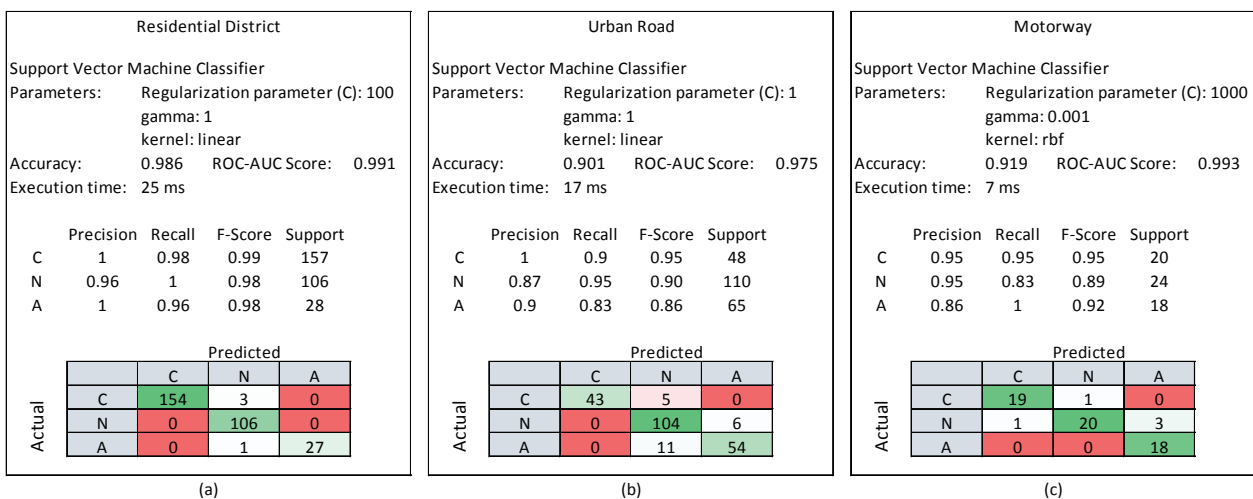 Residential District
Support Vector Machine Classifier
Parameters: Regularization parameter (C): 100
gamma: 1
kernel: linear
Accuracy: 0.986 ROC-AUC Score: 0.991
Execution time: 25 ms
Precision Recall F-Score Support
C 1 0.98 0.99 157
N 0.96 1 0.98 106
A 1 0.96 0.98 28
Predicted
C N A
Actual
C 154 3 0
N 0 106 0
A 0 1 27
(a)
Urban Road
Support Vector Machine Classifier
Parameters: Regularization parameter (C): 1
gamma: 1
kernel: linear
Accuracy: 0.901 ROC-AUC Score: 0.975
Execution time: 17 ms
Precision Recall F-Score Support
C 1 0.9 0.95 48
N 0.87 0.95 0.90 110
A 0.9 0.83 0.86 65
Predicted
C N A
Actual
C 43 5 0
N 0 104 6
A 0 11 54
(b)
Motorway
Support Vector Machine Classifier
Parameters: Regularization parameter (C): 1000
gamma: 0.001
kernel: rbf
Accuracy: 0.919 ROC-AUC Score: 0.993
Execution time: 7 ms
Precision Recall F-Score Support
C 0.95 0.95 0.95 20
N 0.95 0.83 0.89 24
A 0.86 1 0.92 18
Predicted
C N A
Actual
C 19 1 0
N 1 20 3
A 0 0 18
(c)